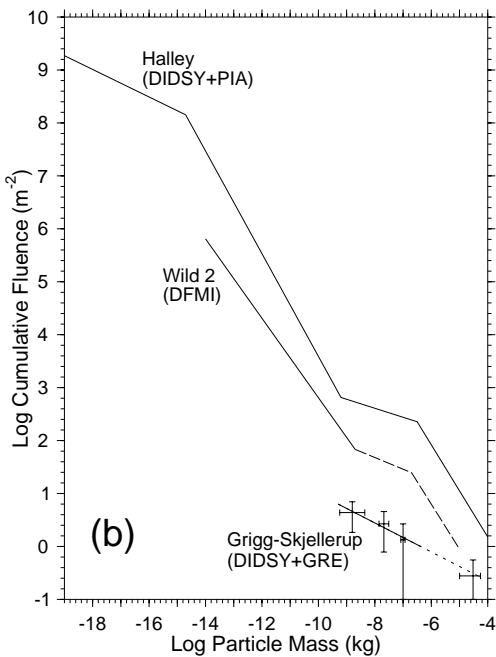 10
9
8
7
6
5
4
3
2
1
0
-1
Log Cumulative Fluence (m-2)
Halley
(DIDSY+PIA)
Wild 2
(DFMI)
Grigg-Skjellerup
(DIDSY+GRE)
(b)
-18 -16 -14 -12 -10 -8 -6 -4
Log Particle Mass (kg)